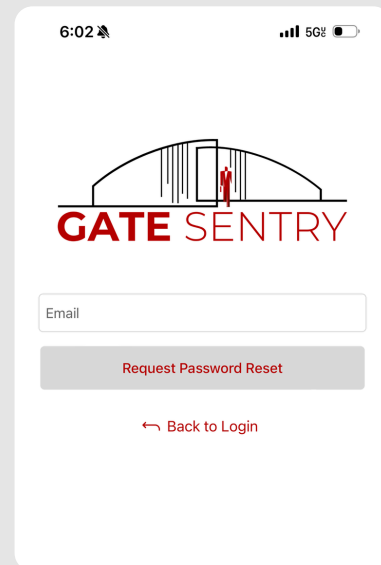 6:02 5G
GATE SENTRY
Email
Request Password Reset
Back to Login